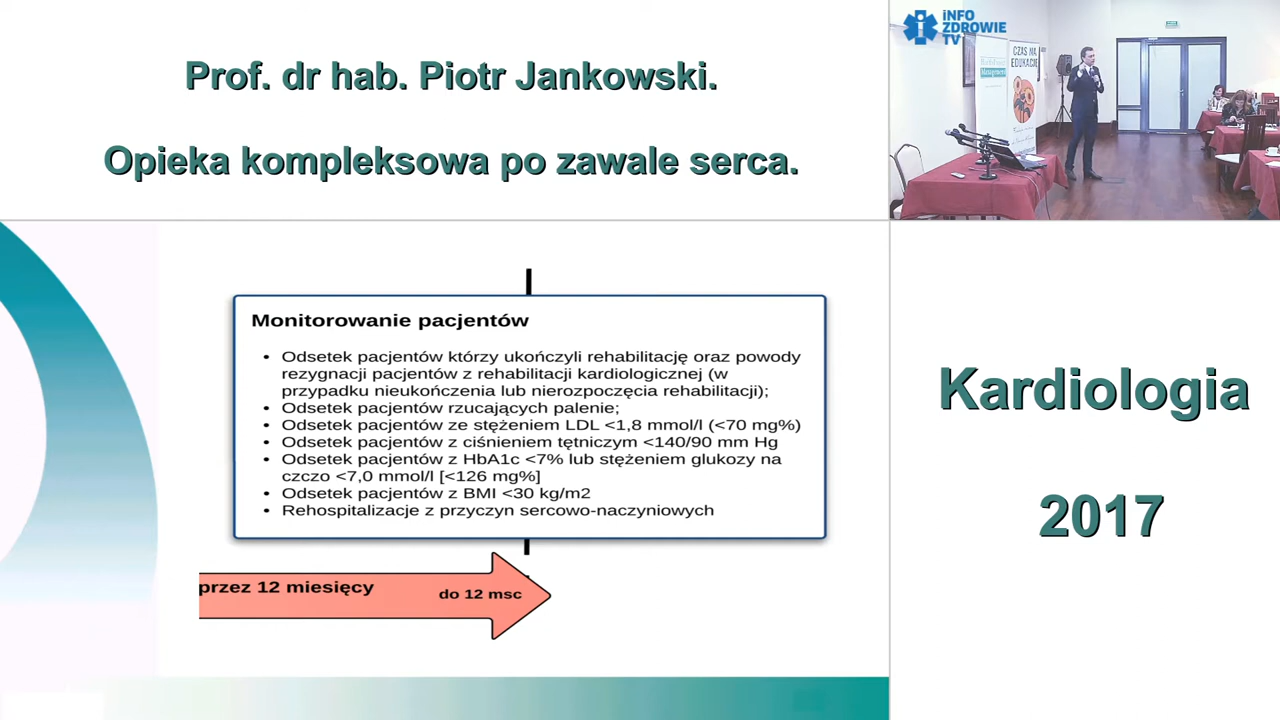 Prof. dr hab. Piotr Jankowski.
Opieka kompleksowa po zawale serca.
iNFO
ZDROWIE
TV
CZAS NA
EDUKACJĘ
Monitorowanie pacjentów
• Odsetek pacjentów którzy ukończyli rehabilitację oraz powody
rezygnacji pacjentów z rehabilitacji kardiologicznej (w
przypadku nieukończenia lub nierozpoczęcia rehabilitacji);
• Odsetek pacjentów rzucających palenie;
• Odsetek pacjentów ze stężeniem LDL <1,8 mmol/l (<70 mg%)
• Odsetek pacjentów z ciśnieniem tętniczym <140/90 mm Hg
• Odsetek pacjentów z HbA1c <7% lub stężeniem glukozy na
czczo <7,0 mmol/l [<126 mg%]
• Odsetek pacjentów z BMI <30 kg/m2
• Rehospitalizacje z przyczyn sercowo-naczyniowych
przez 12 miesięcy
do 12 msc
Kardiologia
2017